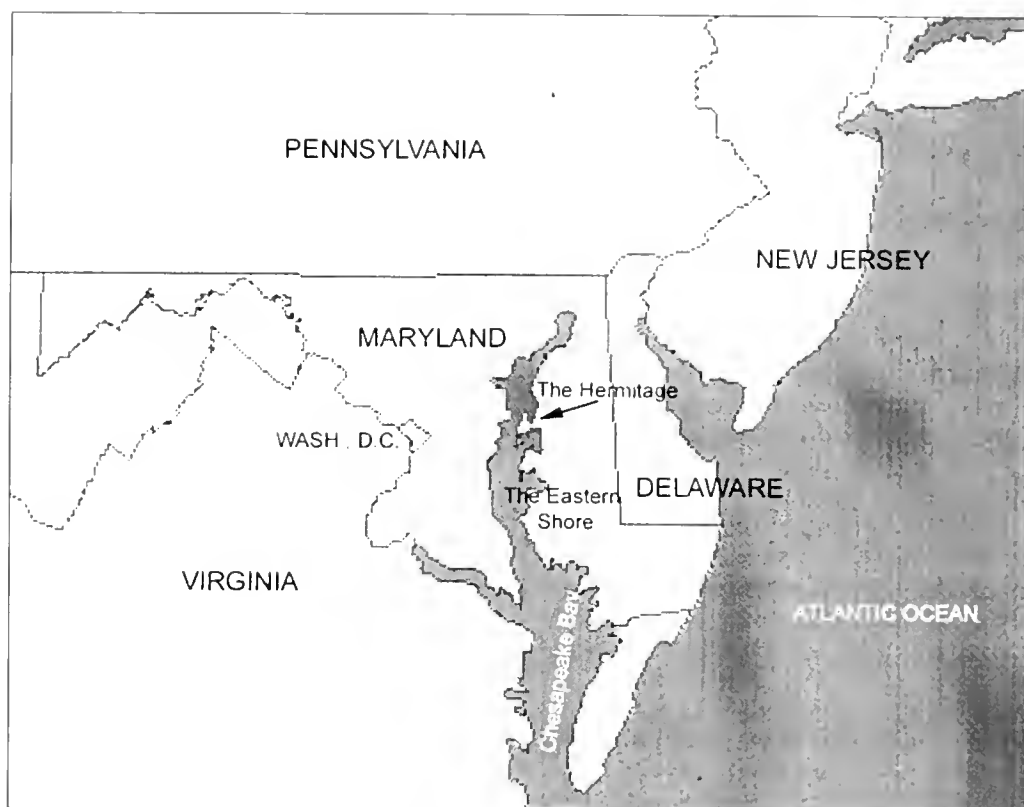 PENNSYLVANIA
NEW JERSEY
MARYLAND
The Hermitage
WASH. D.C.
DELAWARE
The Eastern
Shore
VIRGINIA
ATLANTIC OCEAN
Chesapeake Bay